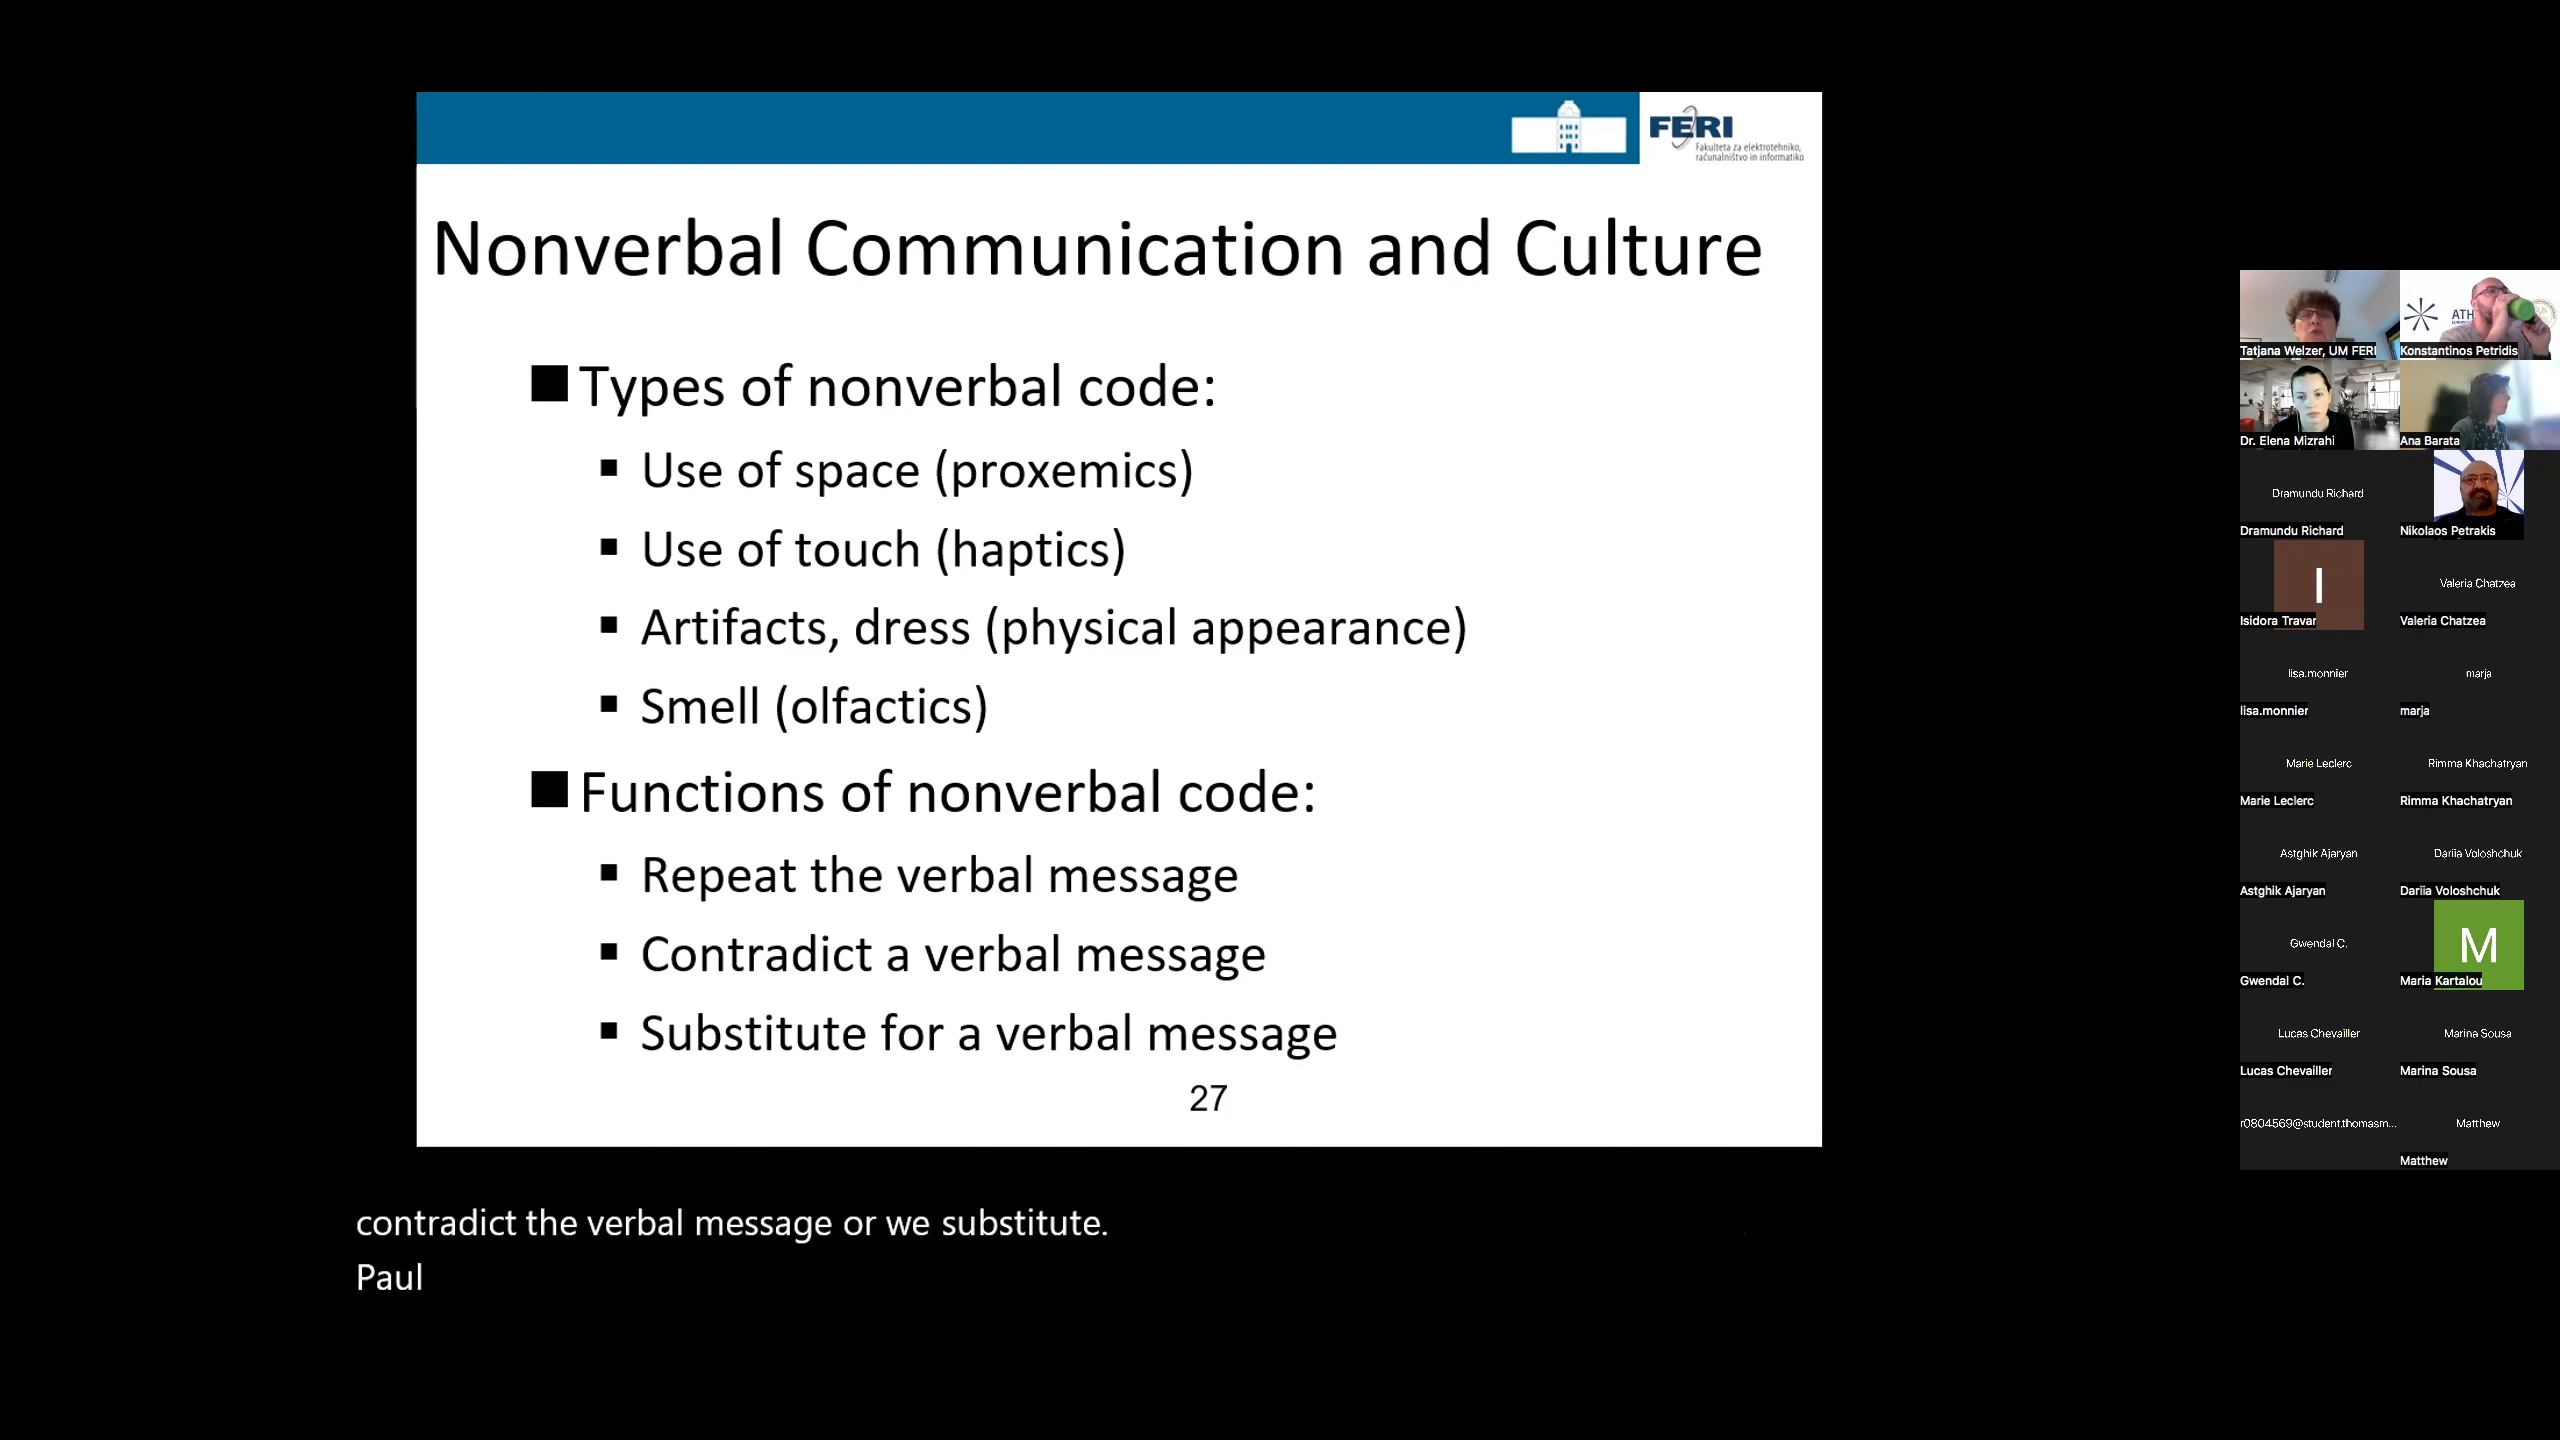 FERI
Fakulteta za elektrotehniko,
računalništvo in informatiko
Nonverbal Communication and Culture
Types of nonverbal code:
Use of space (proxemics)
Use of touch (haptics)
Artifacts, dress (physical appearance)
Smell (olfactics)
Functions of nonverbal code:
Repeat the verbal message
Contradict a verbal message
Substitute for a verbal message
27
contradict the verbal message or we substitute.
Paul
ATH
Tatjana Welzer, UM FERI
Konstantinos Petridis
Dr. Elena Mizrahi
Ana Barata
Dramundu Richard
Dramundu Richard
Nikolaos Petrakis
I
Isidora Travar
Valeria Chatzea
Valeria Chatzea
lisa.monnier
lisa.monnier
marja
marja
Marie Leclerc
Marie Leclerc
Rimma Khachatryan
Rimma Khachatryan
Astghik Ajaryan
Astghik Ajaryan
Dariia Voloshchuk
Dariia Voloshchuk
Gwendal C.
Gwendal C.
M
Maria Kartalou
Lucas Chevailler
Lucas Chevailler
Marina Sousa
Marina Sousa
r0804569@student.thomasm...
Matthew
Matthew